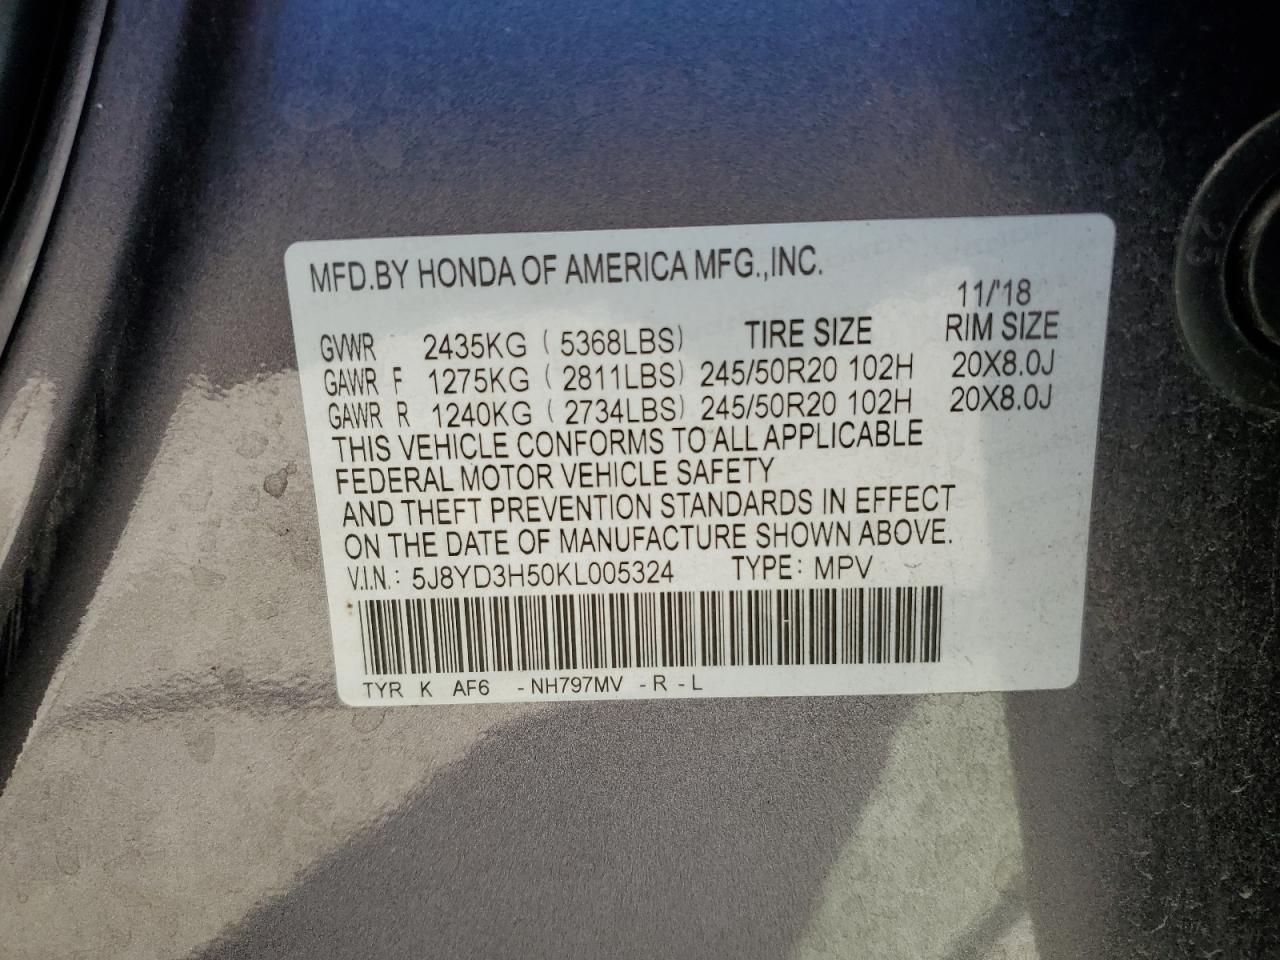 MFD.BY HONDA OF AMERICA MFG.,INC.
11/'18
GVWR 2435KG ( 5368LBS) TIRE SIZE RIM SIZE
GAWR F 1275KG ( 2811LBS) 245/50R20 102H 20X8.0J
GAWR R 1240KG ( 2734LBS) 245/50R20 102H 20X8.0J
THIS VEHICLE CONFORMS TO ALL APPLICABLE
FEDERAL MOTOR VEHICLE SAFETY
AND THEFT PREVENTION STANDARDS IN EFFECT
ON THE DATE OF MANUFACTURE SHOWN ABOVE.
V.I.N.: 5J8YD3H50KL005324 TYPE: MPV
TYR K AF6 -NH797MV -R -L
25